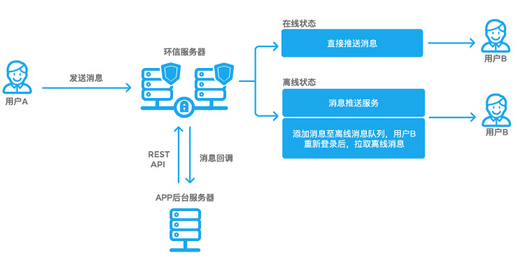 在线状态
环信服务器
直接推送消息
用户B
发送消息
离线状态
用户A
消息推送服务
添加消息至离线消息队列，用户B
重新登录后，拉取离线消息
用户B
REST
API
消息回调
APP后台服务器